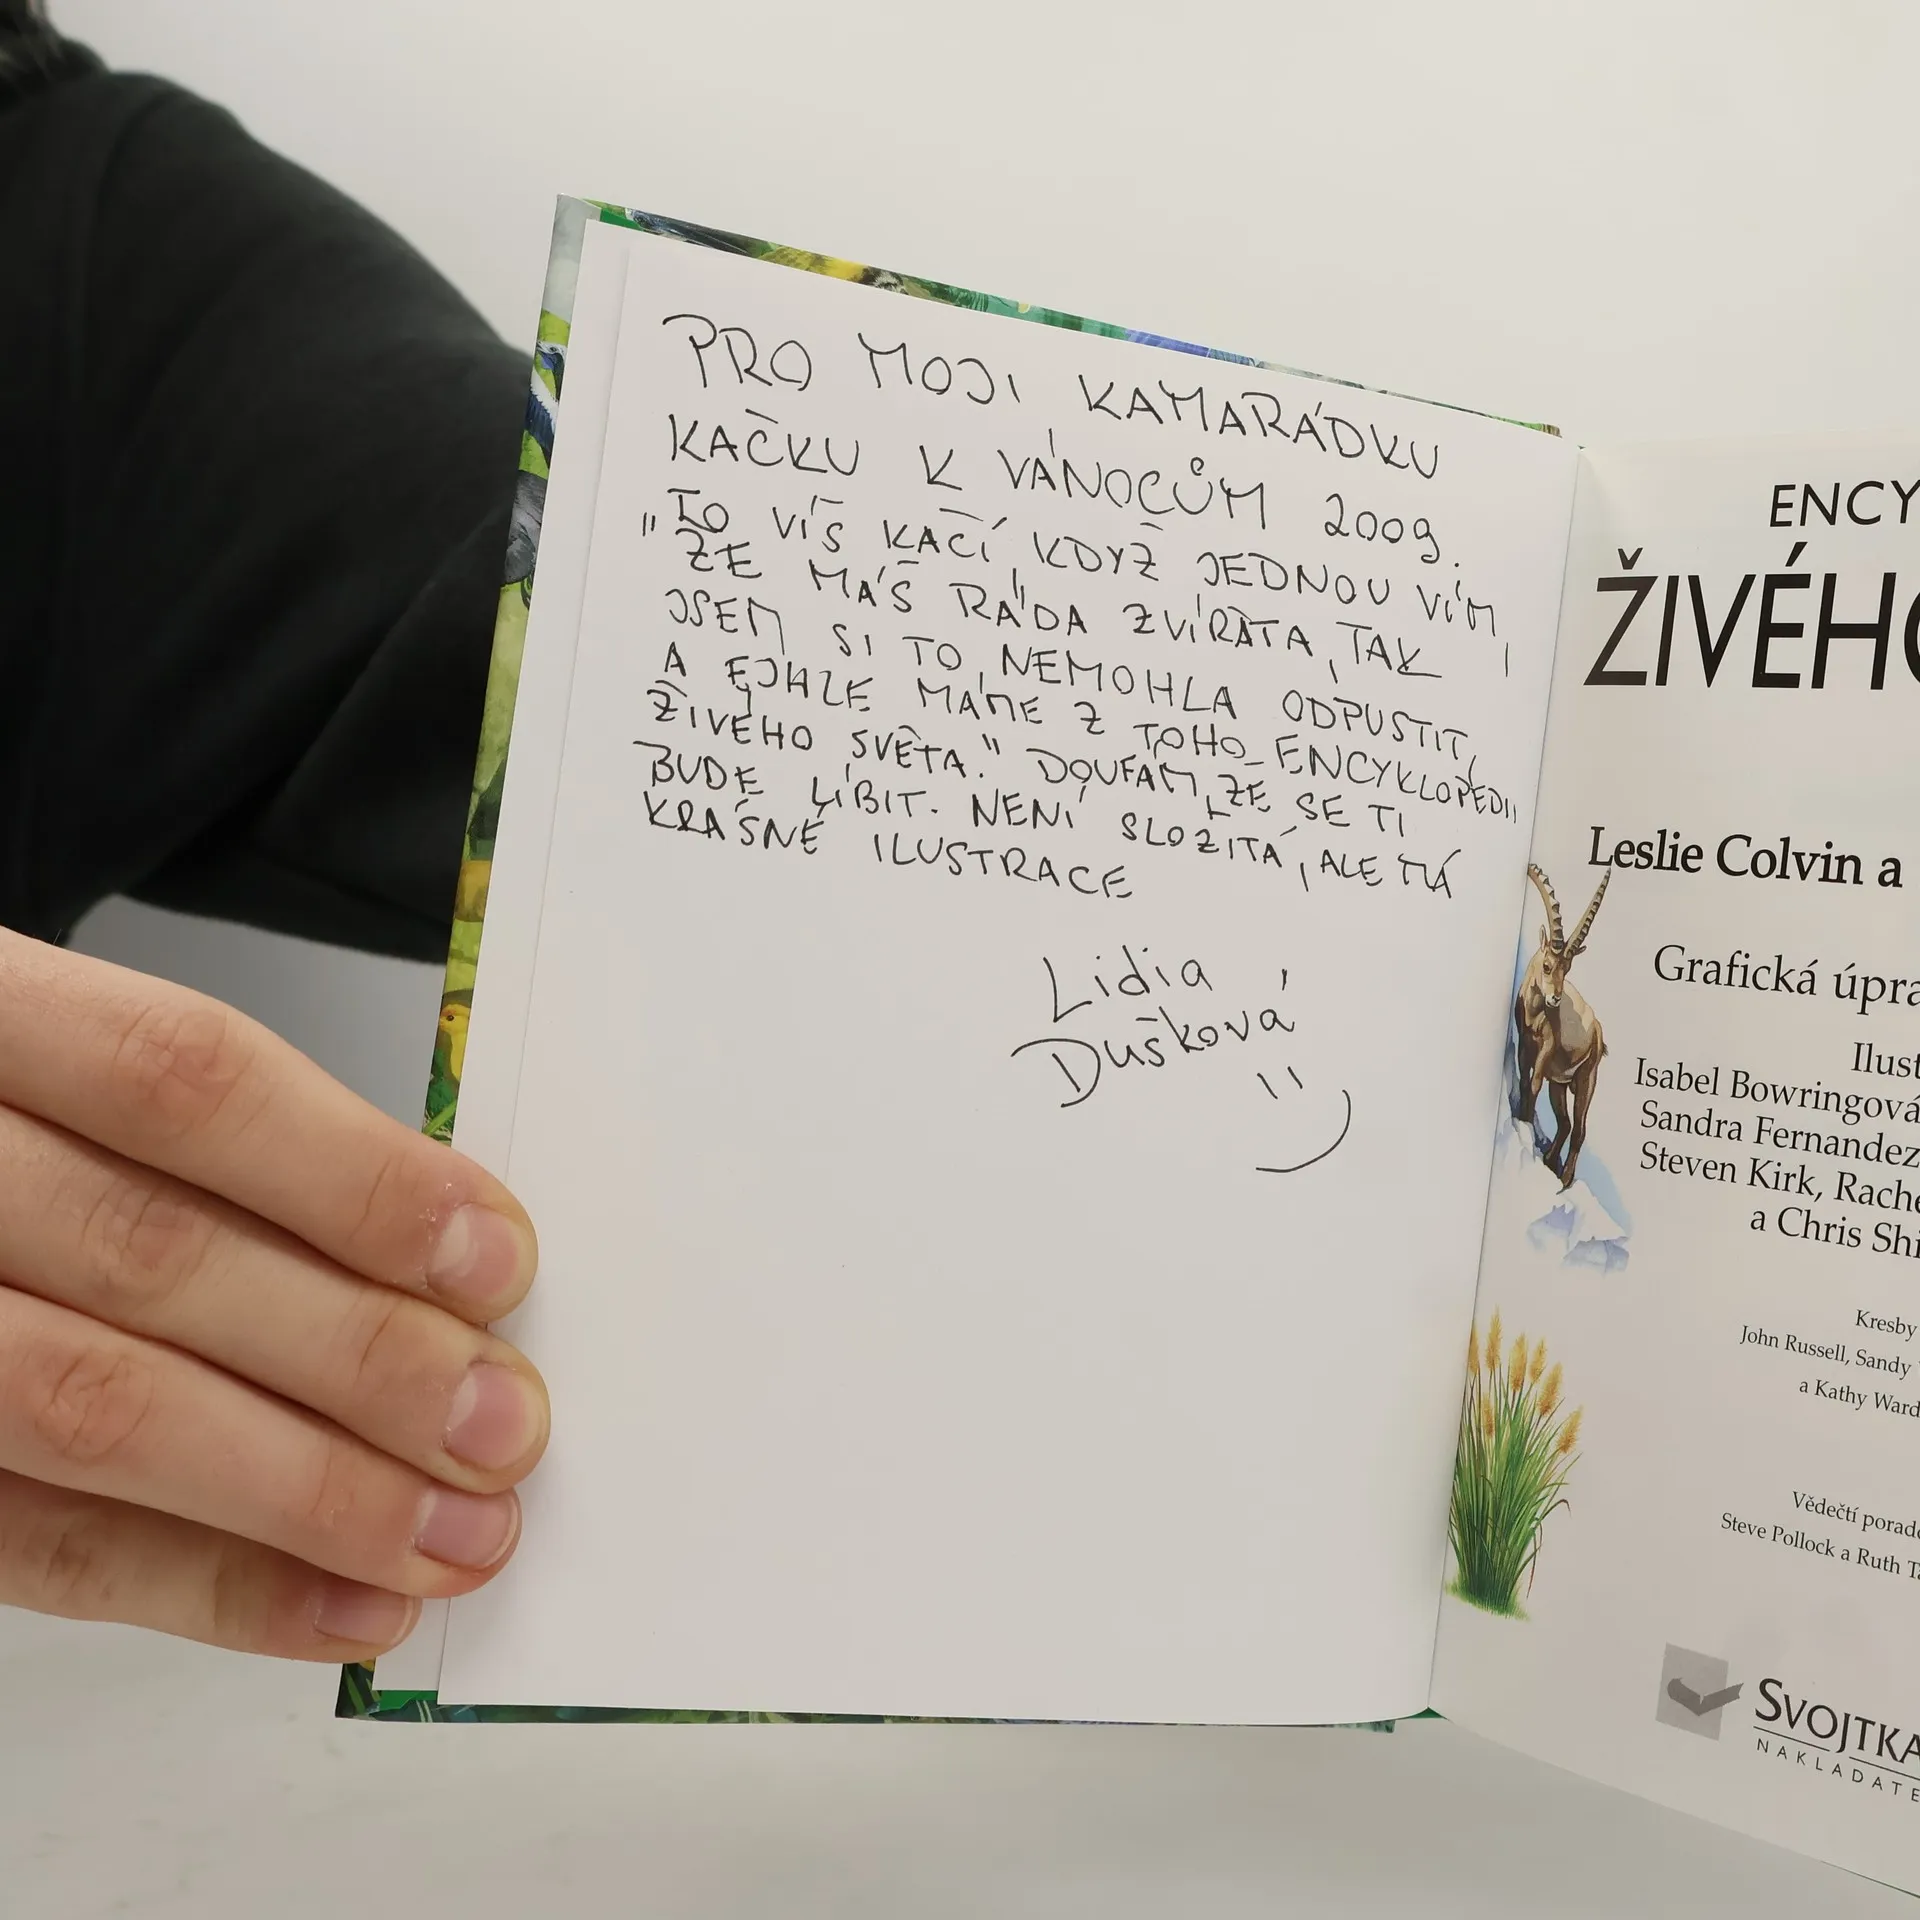 PRO MOJI KAMARÁDKU
KAČKU K VÁNOCŮM 2009.
"TO VÍŠ KAČÍ, KDYŽ JEDNOU VÍM,
ŽE MÁŠ RÁDA ZVÍŘATA, TAK
JSEM SI TO NEMOHLA ODPUSTIT,
A EJHLE MÁME Z TOHO ENCYKLOPEDII
ŽIVÉHO SVĚTA." DOUFÁM, ŽE SE TI
BUDE LÍBIT. NENÍ SLOŽITÁ, ALE MÁ
KRÁSNÉ ILUSTRACE
Lidia
Dušková
ENCY
ŽIVÉHO
Leslie Colvin a
Grafická úpra
Ilust
Isabel Bowringová
Sandra Fernandez
Steven Kirk, Rache
a Chris Shi
Kresby
John Russell, Sandy
a Kathy Ward
Vědečtí porad
Steve Pollock a Ruth Ta
SVOJTKA
NAKLADATE